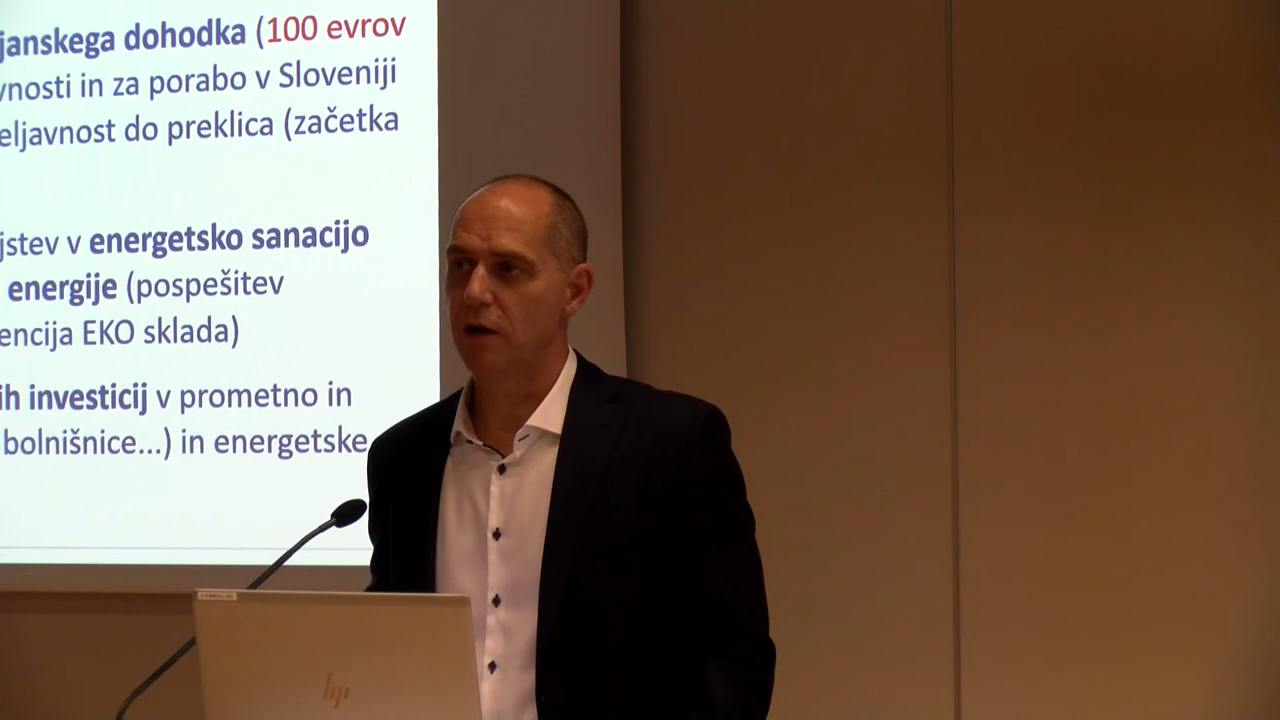 janskega dohodka (100 evrov
vnosti in za porabo v Sloveniji
eljavnost do preklica (začetka
jstev v energetsko sanacijo
energije (pospešitev
encija EKO sklada)
ih investicij v prometno in
bolnišnice...) in energetske
hp